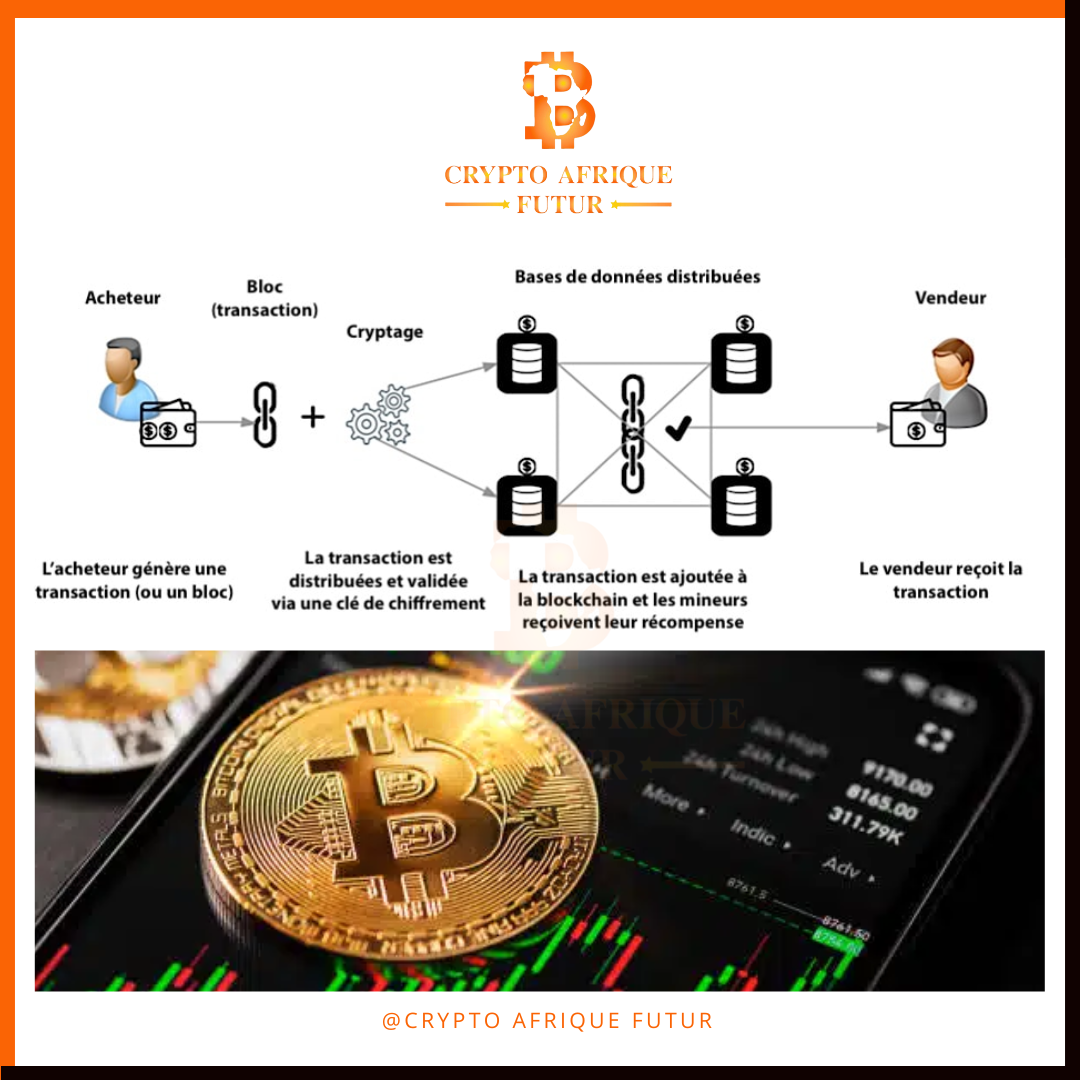 CRYPTO AFRIQUE
FUTUR
Bases de données distribuées
Acheteur
Bloc
(transaction)
Cryptage
Vendeur
L'acheteur génère une
transaction (ou un bloc)
La transaction est
distribuées et validée
via une clé de chiffrement
La transaction est ajoutée à
la blockchain et les mineurs
reçoivent leur récompense
Le vendeur reçoit la
transaction
AFRIQUE
24h High
24h Low
24h Turnover
9170.00
8165.00
311.79K
More
Indic
Adv
8761.5
8761.50
BITCOIN
@CRYPTO AFRIQUE FUTUR